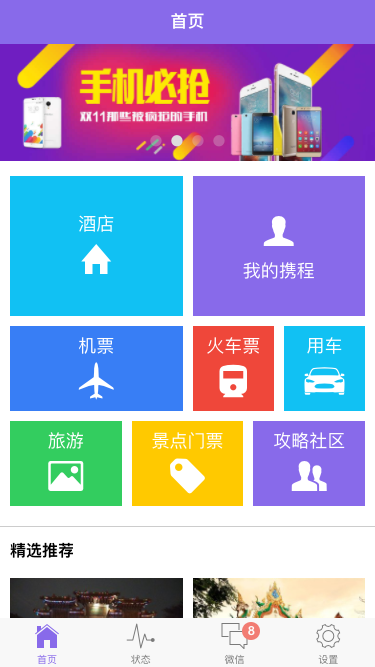 首页
手机必抢
双11那些被疯抢的手机
酒店
我的携程
机票
火车票
用车
旅游
景点门票
攻略社区
精选推荐
首页
状态
8
微信
设置